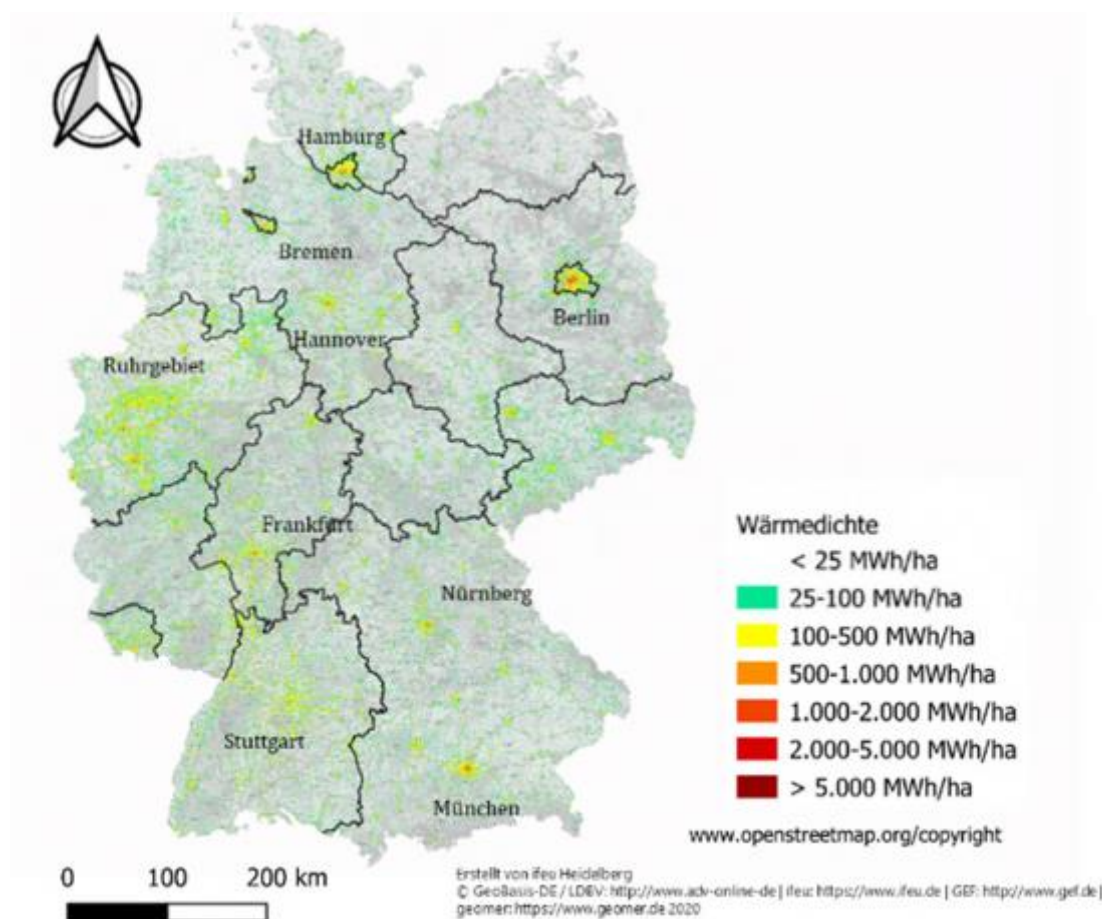 Hamburg
Bremen
Berlin
Hannover
Ruhrgebiet
Frankfurt
Nürnberg
Stuttgart
München
Wärmedichte
< 25 MWh/ha
25-100 MWh/ha
100-500 MWh/ha
500-1.000 MWh/ha
1.000-2.000 MWh/ha
2.000-5.000 MWh/ha
> 5.000 MWh/ha
www.openstreetmap.org/copyright
0 100 200 km
Erstellt von ifeu Heidelberg
© GeoBasis-DE / LDEV: http://www.adv-online-de | ifeu: https://www.ifeu.de | GEF: http://www.gef.de |
geomer: https://www.geomer.de 2020